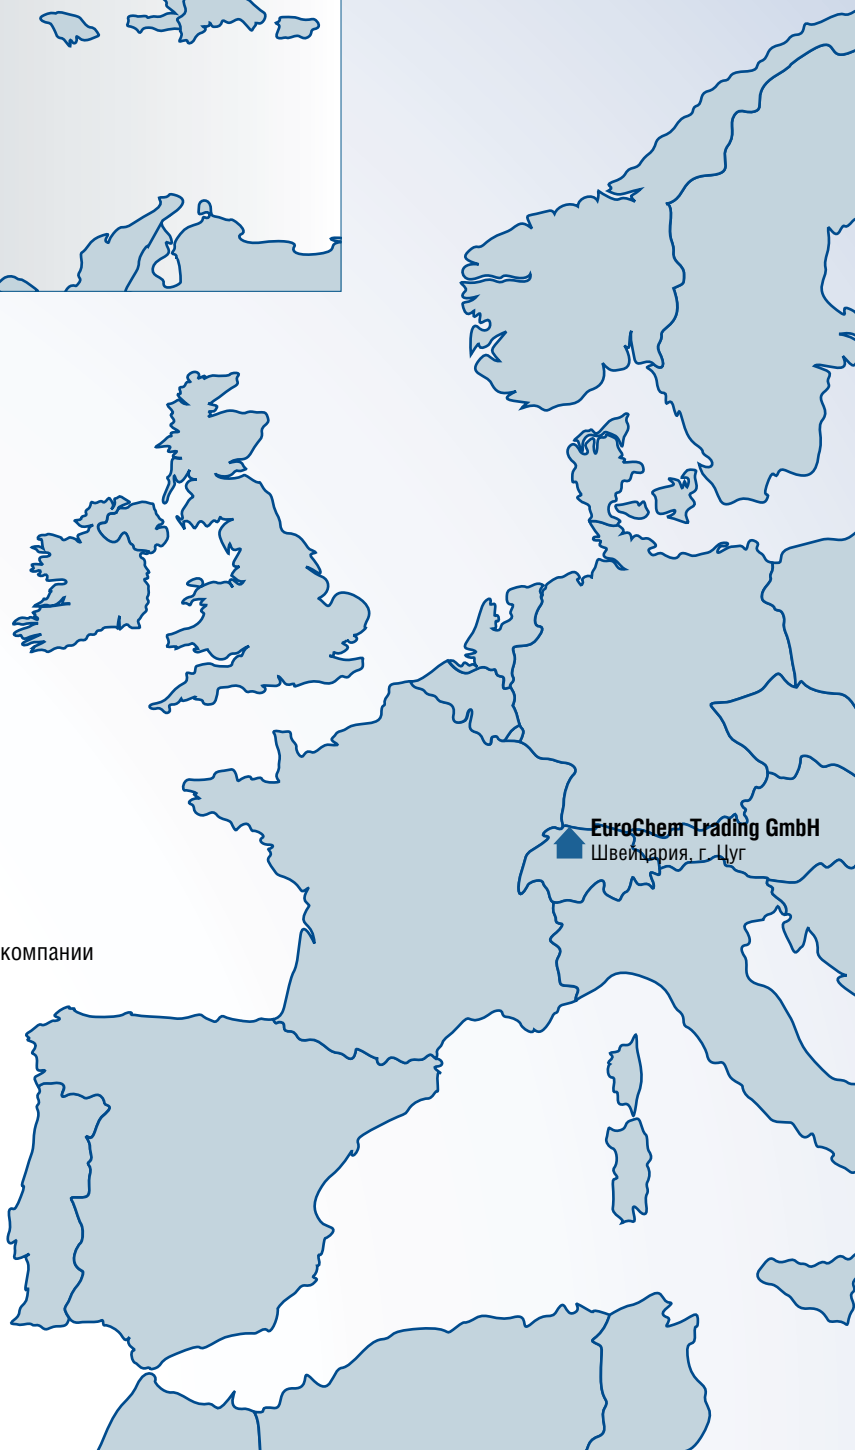 EuroChem Trading GmbH
Швейцария, г. Цуг
компании